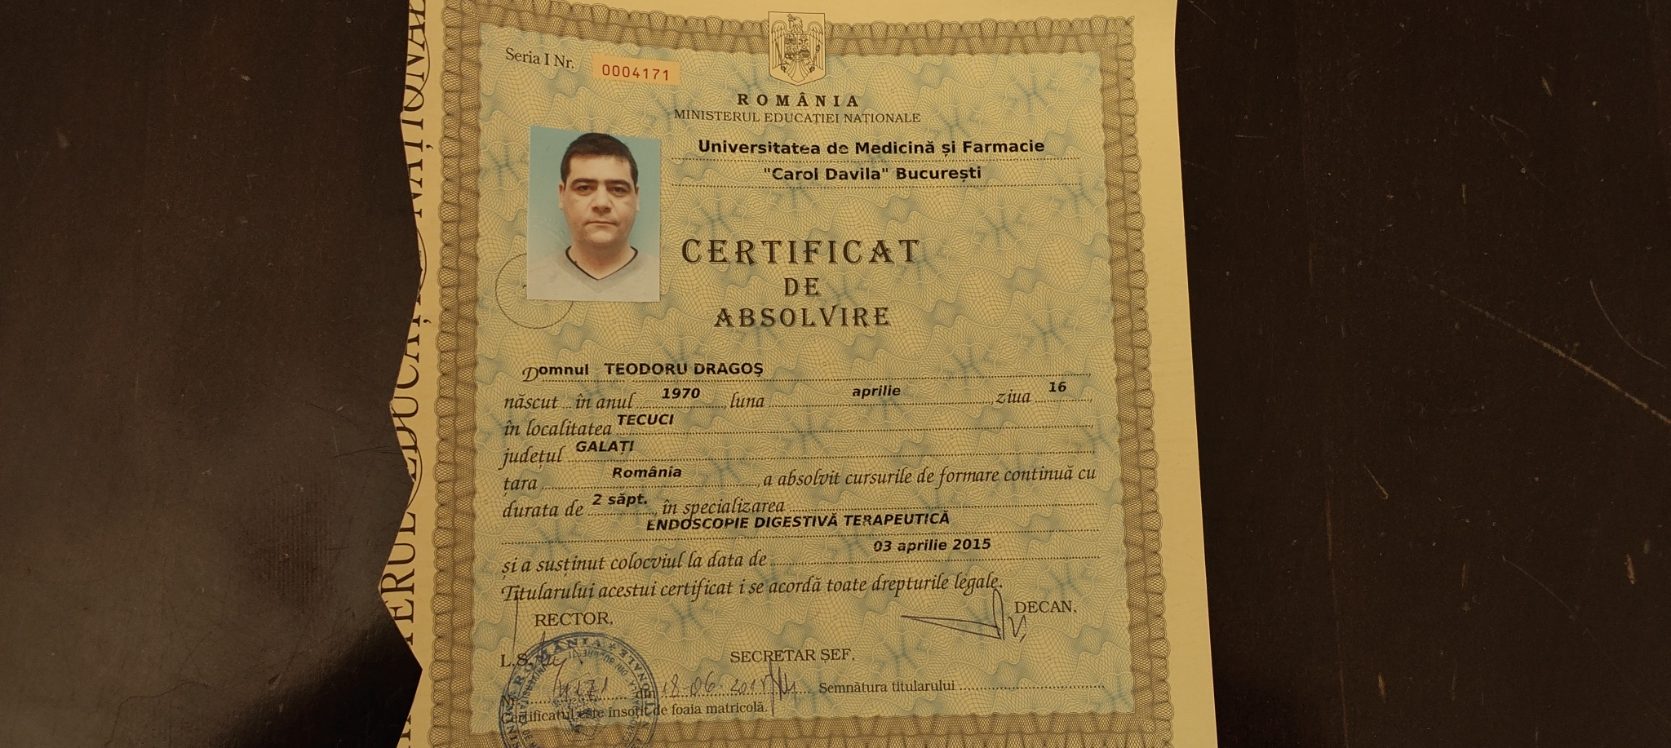 Seria I Nr. 0004171
ROMÂNIA
MINISTERUL EDUCAȚIEI NAȚIONALE
Universitatea de Medicină și Farmacie
"Carol Davila" București
CERTIFICAT
DE
ABSOLVIRE
Domnul TEODORU DRAGOȘ
născut în anul 1970 luna aprilie, ziua 16,
în localitatea TECUCI
județul GALAȚI
țara România, a absolvit cursurile de formare continuă cu
durata de 2 săpt., în specializarea
ENDOSCOPIE DIGESTIVĂ TERAPEUTICĂ
și a susținut colocviul la data de 03 aprilie 2015
Titularului acestui certificat i se acordă toate drepturile legale.
RECTOR, DECAN,
L.S. SECRETAR ȘEF,
18.06.2015 Semnătura titularului
Certificatul este însoțit de foaia matricolă.